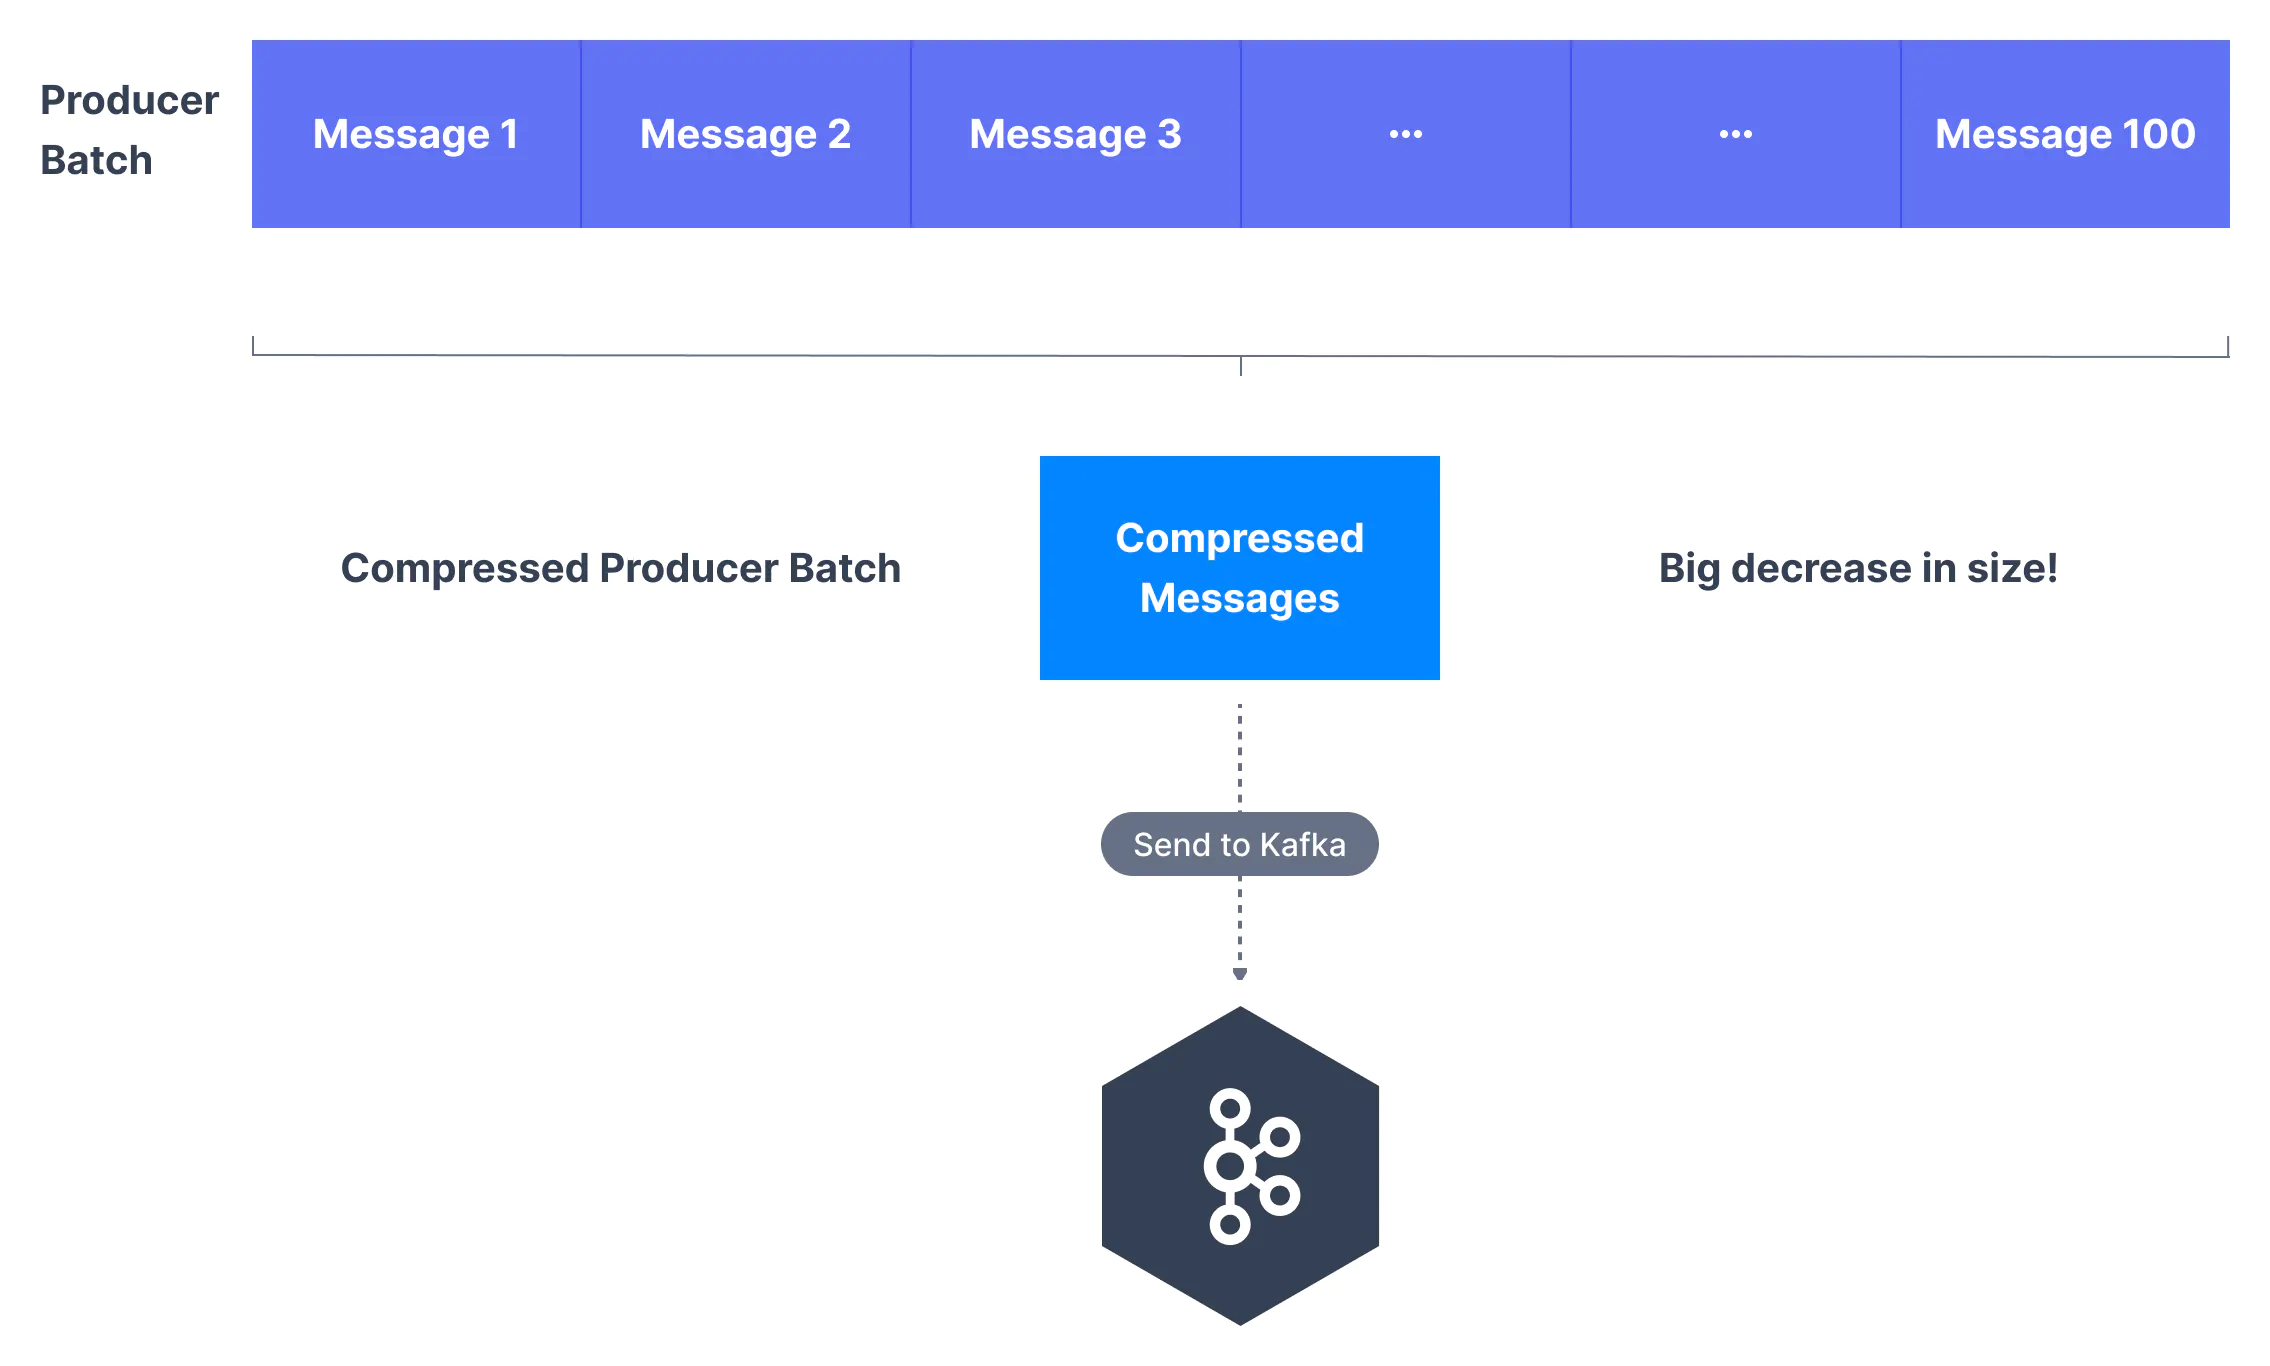 Producer
Batch
Message 1
Message 2
Message 3
...
...
Message 100
Compressed Producer Batch
Compressed
Messages
Big decrease in size!
Send to Kafka